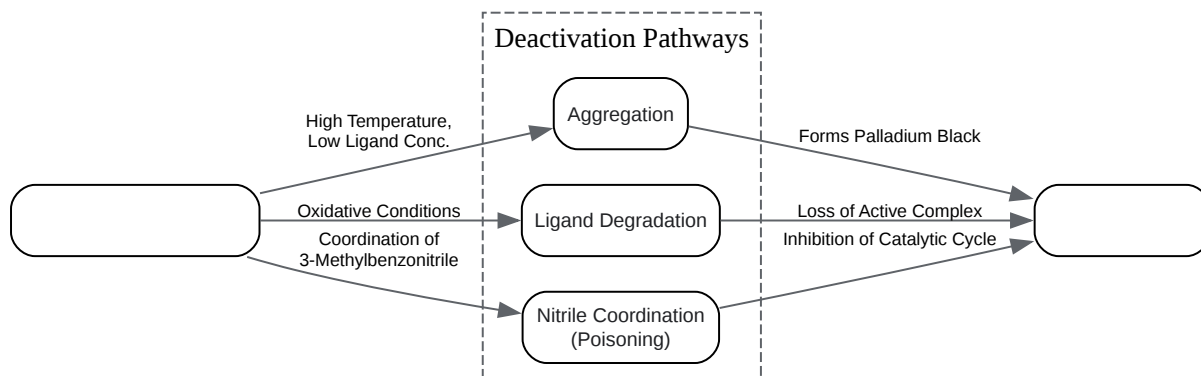 Deactivation Pathways
High Temperature,
Low Ligand Conc.
Aggregation
Forms Palladium Black
Oxidative Conditions
Ligand Degradation
Loss of Active Complex
Coordination of
3-Methylbenzonitrile
Inhibition of Catalytic Cycle
Nitrile Coordination
(Poisoning)